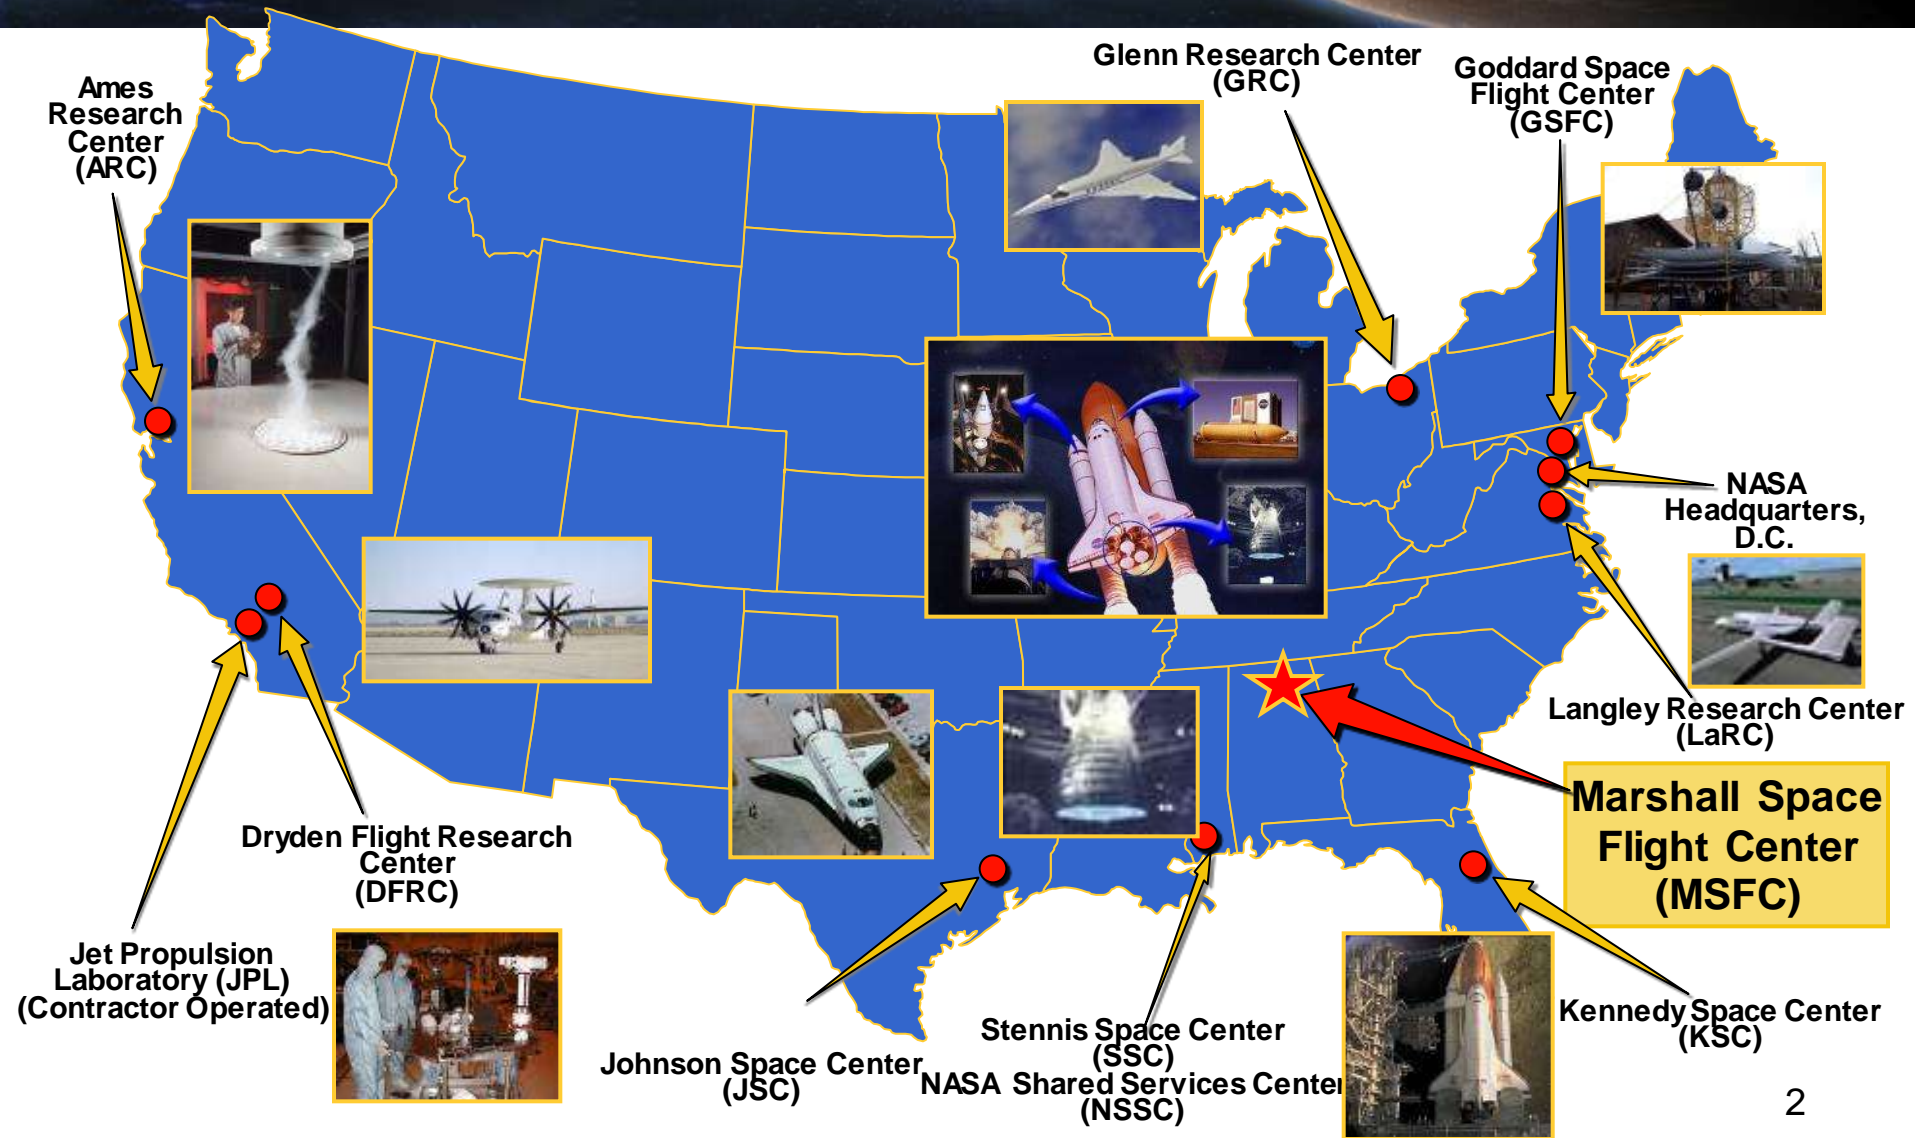 Ames
Research
Center
(ARC)
Glenn Research Center
(GRC)
Goddard Space
Flight Center
(GSFC)
NASA
Headquarters,
D.C.
Langley Research Center
(LaRC)
Marshall Space
Flight Center
(MSFC)
Dryden Flight Research
Center
(DFRC)
Jet Propulsion
Laboratory (JPL)
(Contractor Operated)
Johnson Space Center
(JSC)
Stennis Space Center
(SSC)
NASA Shared Services Center
(NSSC)
Kennedy Space Center
(KSC)
2